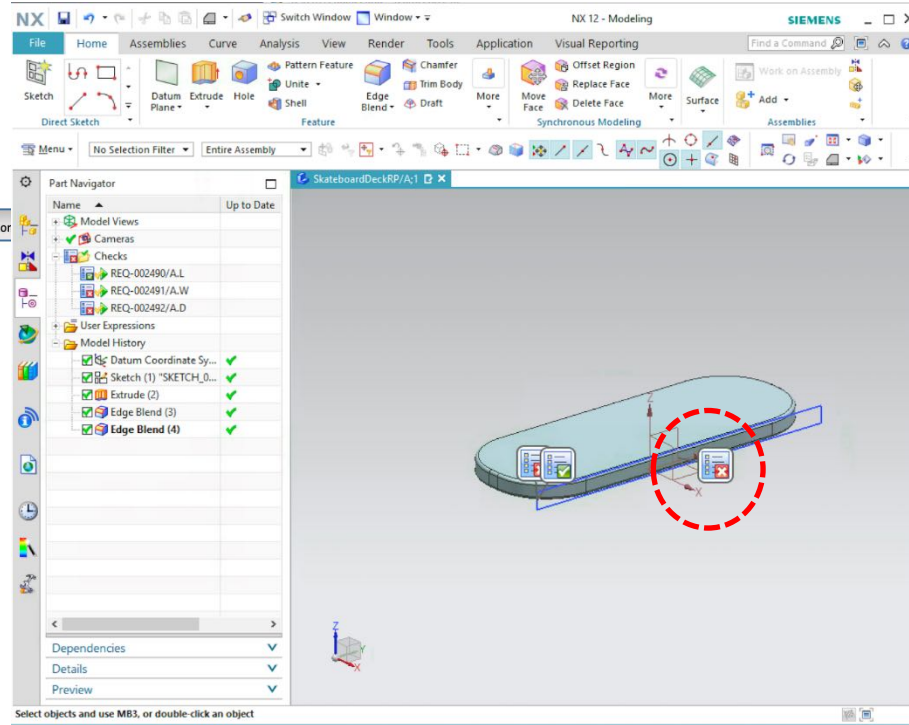 NX Switch Window Window NX 12 - Modeling SIEMENS
File Home Assemblies Curve Analysis View Render Tools Application Visual Reporting Find a Command
Sketch
Direct Sketch
Datum Plane
Extrude
Hole
Pattern Feature
Unite
Shell
Edge Blend
Chamfer
Trim Body
Draft
More
Feature
Move Face
Offset Region
Replace Face
Delete Face
More
Synchronous Modeling
Surface
Work on Assembly
Add
Assemblies
Menu No Selection Filter Entire Assembly
Part Navigator
SkateboardDeckRP/A;1
Name Up to Date
or
Model Views
Cameras
Checks
REQ-002490/A.L
REQ-002491/A.W
REQ-002492/A.D
User Expressions
Model History
Datum Coordinate Sy...
Sketch (1) "SKETCH_0...
Extrude (2)
Edge Blend (3)
Edge Blend (4)
Z
X
Z
Y
X
Dependencies
Details
Preview
Select objects and use MB3, or double-click an object